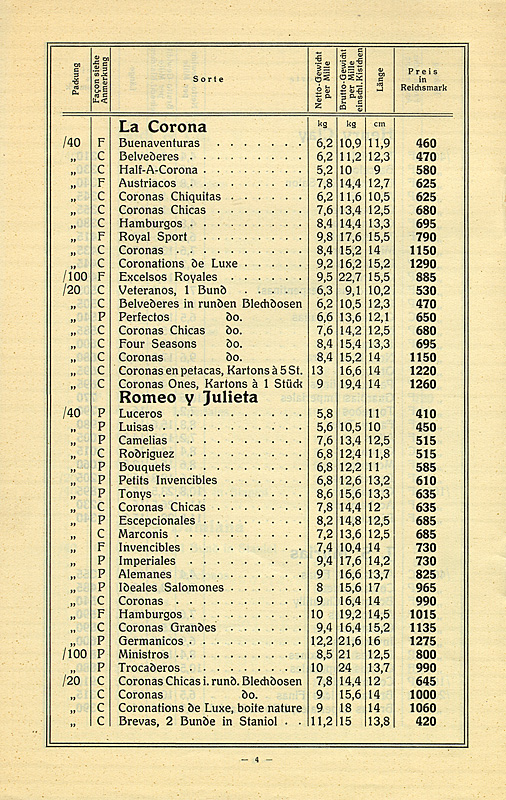 Packung Façon siehe Anmerkung Sorte Netto-Gewicht per Mille Brutto-Gewicht per Mille einschl. Kistchen Länge Preis in Reichsmark
La Corona kg kg cm
/40 F Buenaventuras 6,2 10,9 11,9 460
„ C Belvederes 6,2 11,2 12,3 470
„ C Half-A-Corona 5,2 10 9 580
„ F Austriacos 7,8 14,4 12,7 625
„ C Coronas Chiquitas 6,2 11,6 10,5 625
„ C Coronas Chicas 7,6 13,4 12,5 680
„ F Hamburgos 8,4 14,4 13,3 695
„ F Royal Sport 9,8 17,6 15,5 790
„ C Coronas 8,4 15,2 14 1150
„ C Coronations de Luxe 9,2 16,2 15,2 1290
/100 F Excelsos Royales 9,5 22,7 15,5 885
/20 C Veteranos, 1 Bund 6,3 9,1 10,2 530
„ C Belvederes in runden Blechdosen 6,2 10,5 12,3 470
„ P Perfectos do. 6,6 13,6 12,1 650
„ C Coronas Chicas do. 7,6 14,2 12,5 680
„ C Four Seasons do. 8,4 15,4 13,3 695
„ C Coronas do. 8,4 15,2 14 1150
„ C Coronas en petacas, Kartons à 5 St. 13 16,6 14 1220
„ C Coronas Ones, Kartons à 1 Stück 9 19,4 14 1260
Romeo y Julieta
/40 P Luceros 5,8 11 410
„ P Luisas 5,6 10,5 10 450
„ P Camelias 7,6 13,4 12,5 515
„ C Rodriguez 6,8 12,4 11,8 515
„ P Bouquets 6,8 12,2 11 585
„ P Petits Invencibles 6,8 12,6 13,2 610
„ P Tonys 8,6 15,6 13,3 635
„ C Coronas Chicas 7,8 14,4 12 635
„ P Escepcionales 8,2 14,8 12,5 685
„ C Marconis 7,2 13,6 12,5 685
„ F Invencibles 7,4 10,4 14 730
„ P Imperiales 9,4 17,6 14,2 730
„ P Alemanes 9 16,6 13,7 825
„ P Ideales Salomones 8 15,6 17 965
„ C Coronas 9 16,4 14 990
„ F Hamburgos 10 19,2 14,5 1015
„ C Coronas Grandes 9,4 16,4 15,2 1135
„ P Germanicos 12,2 21,6 16 1275
/100 P Ministros 8,5 21 12,5 800
„ P Trocaderos 10 24 13,7 990
/20 C Coronas Chicas i. rund. Blechdosen 7,8 14,4 12 645
„ C Coronas do. 9 15,6 14 1000
„ C Coronations de Luxe, boite nature 9 18 14 1060
„ C Brevas, 2 Bunde in Staniol 11,2 15 13,8 420
— 4 —